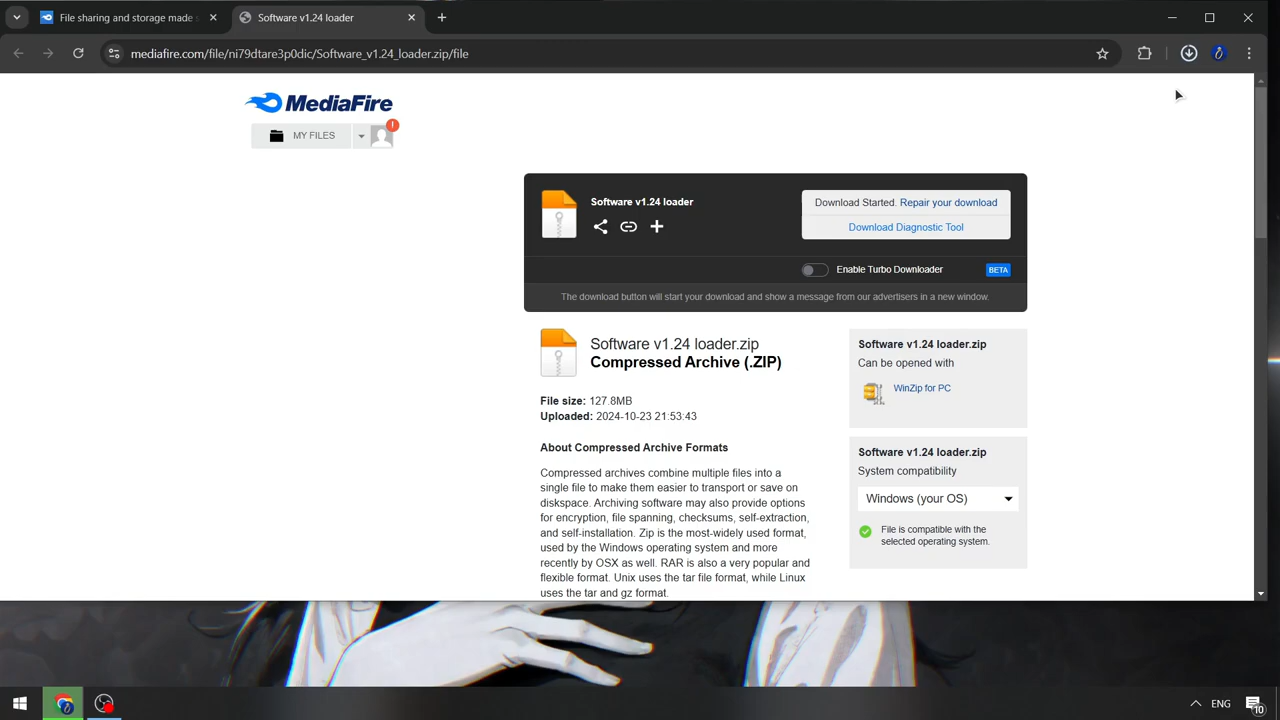 File sharing and storage made s
Software v1.24 loader
mediafire.com/file/ni79dtare3p0dic/Software_v1.24_loader.zip/file
MediaFire
MY FILES
!
Software v1.24 loader
Download Started. Repair your download
Download Diagnostic Tool
Enable Turbo Downloader
BETA
The download button will start your download and show a message from our advertisers in a new window.
Software v1.24 loader.zip
Compressed Archive (.ZIP)
File size: 127.8MB
Uploaded: 2024-10-23 21:53:43
About Compressed Archive Formats
Compressed archives combine multiple files into a
single file to make them easier to transport or save on
diskspace. Archiving software may also provide options
for encryption, file spanning, checksums, self-extraction,
and self-installation. Zip is the most-widely used format,
used by the Windows operating system and more
recently by OSX as well. RAR is also a very popular and
flexible format. Unix uses the tar file format, while Linux
uses the tar and gz format.
Software v1.24 loader.zip
Can be opened with
WinZip for PC
Software v1.24 loader.zip
System compatibility
Windows (your OS)
File is compatible with the
selected operating system.
ENG
10